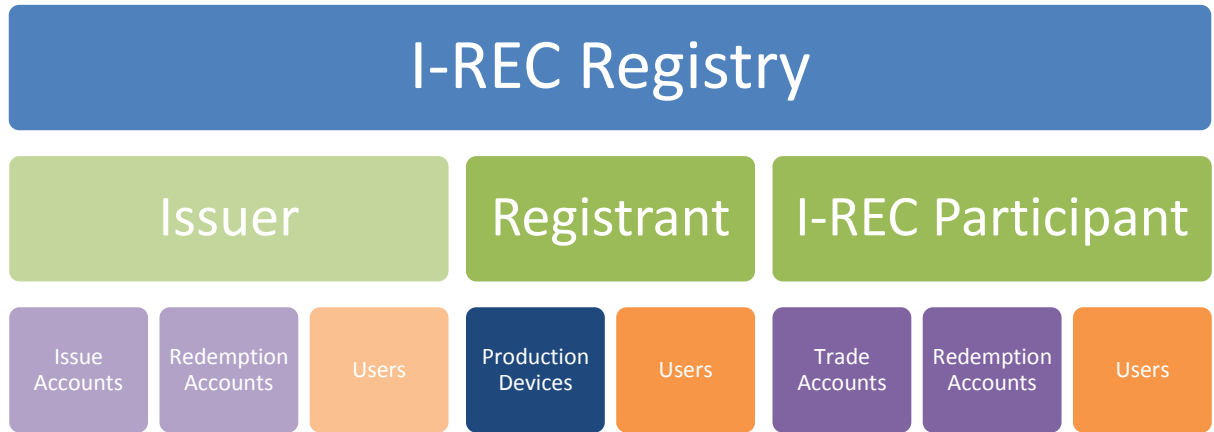 I-REC Registry
Issuer
Registrant
I-REC Participant
Issue
Accounts
Redemption
Accounts
Users
Production
Devices
Users
Trade
Accounts
Redemption
Accounts
Users